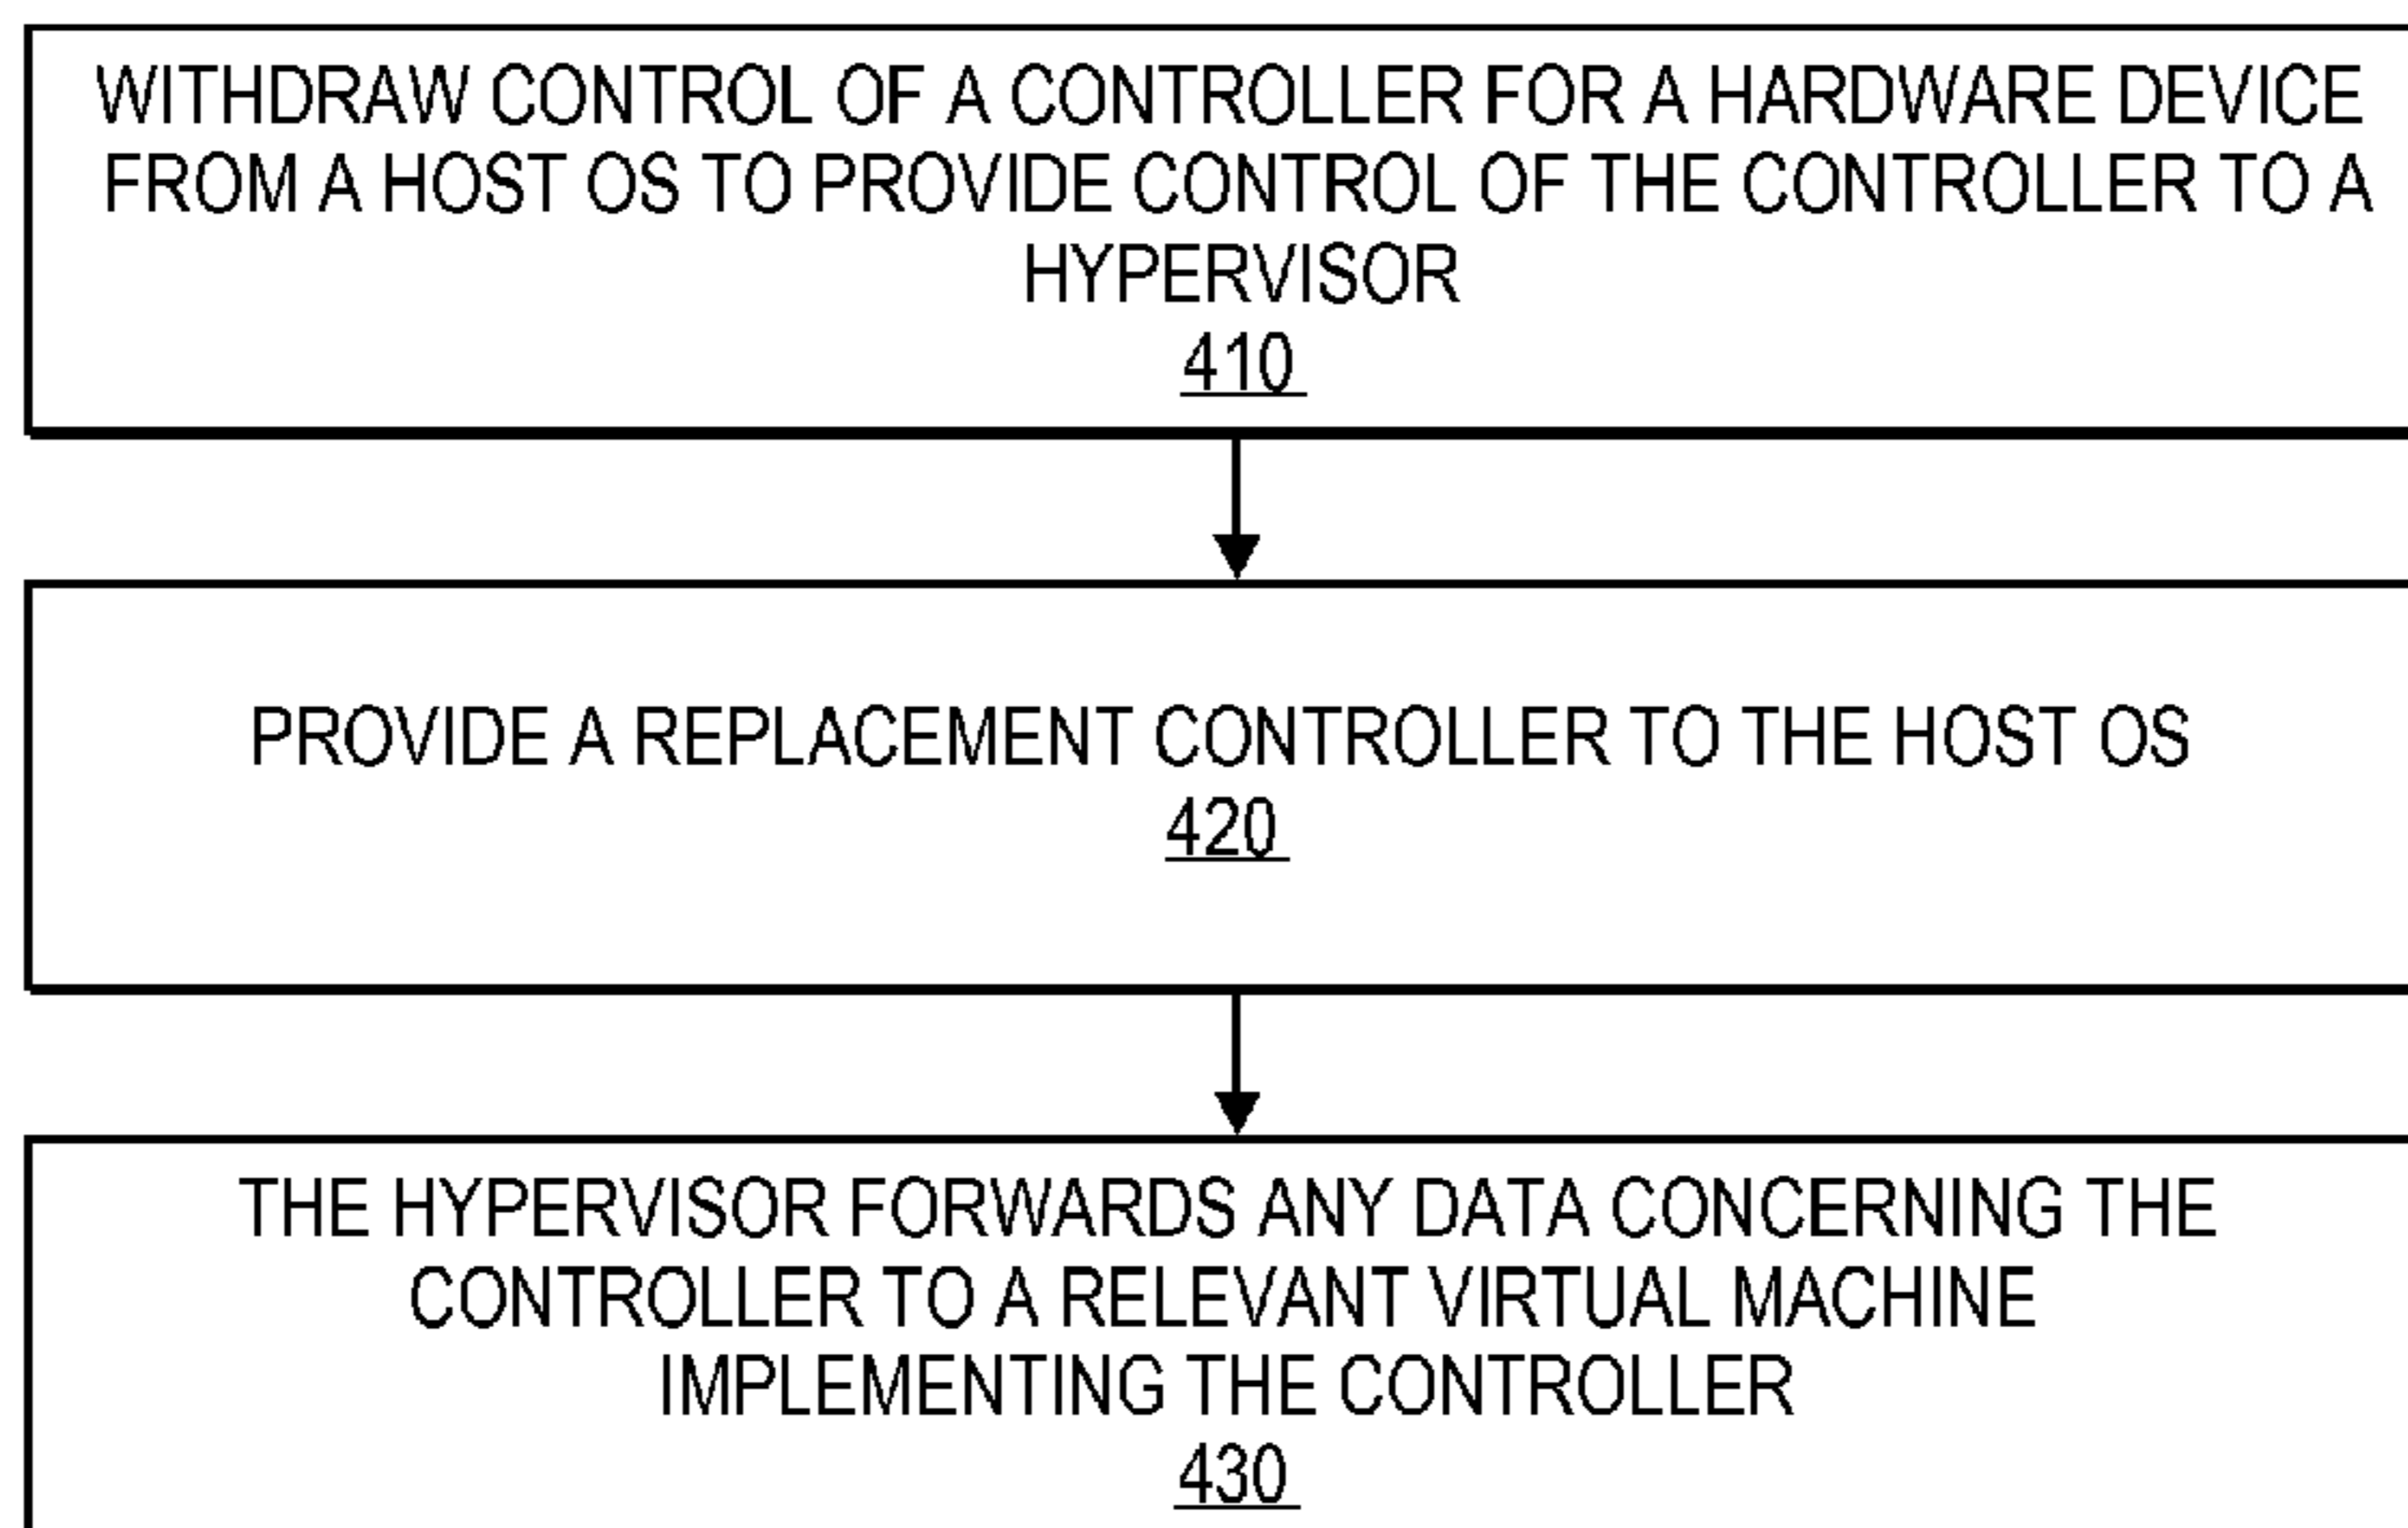 WITHDRAW CONTROL OF A CONTROLLER FOR A HARDWARE DEVICE
FROM A HOST OS TO PROVIDE CONTROL OF THE CONTROLLER TO A
HYPERVISOR
410
PROVIDE A REPLACEMENT CONTROLLER TO THE HOST OS
420
THE HYPERVISOR FORWARDS ANY DATA CONCERNING THE
CONTROLLER TO A RELEVANT VIRTUAL MACHINE
IMPLEMENTING THE CONTROLLER
430